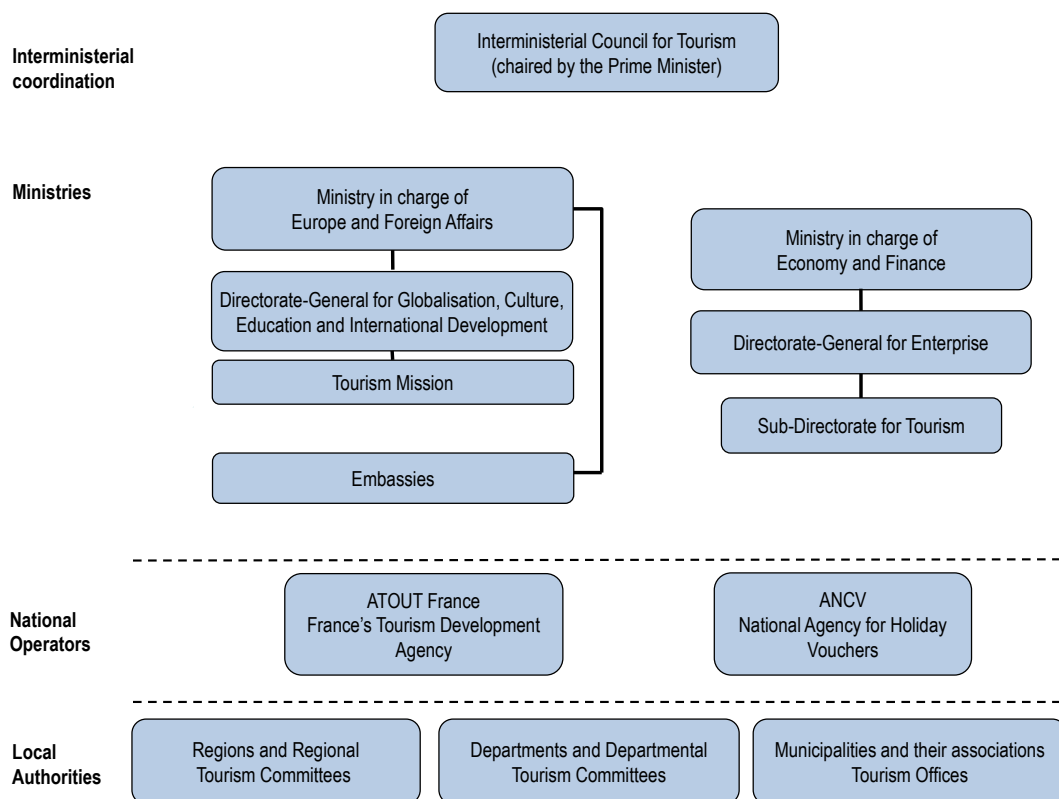 Interministerial
coordination
Interministerial Council for Tourism
(chaired by the Prime Minister)
Ministries
Ministry in charge of
Europe and Foreign Affairs
Directorate-General for Globalisation, Culture,
Education and International Development
Tourism Mission
Embassies
Ministry in charge of
Economy and Finance
Directorate-General for Enterprise
Sub-Directorate for Tourism
National
Operators
ATOUT France
France’s Tourism Development
Agency
ANCV
National Agency for Holiday
Vouchers
Local
Authorities
Regions and Regional
Tourism Committees
Departments and Departmental
Tourism Committees
Municipalities and their associations
Tourism Offices